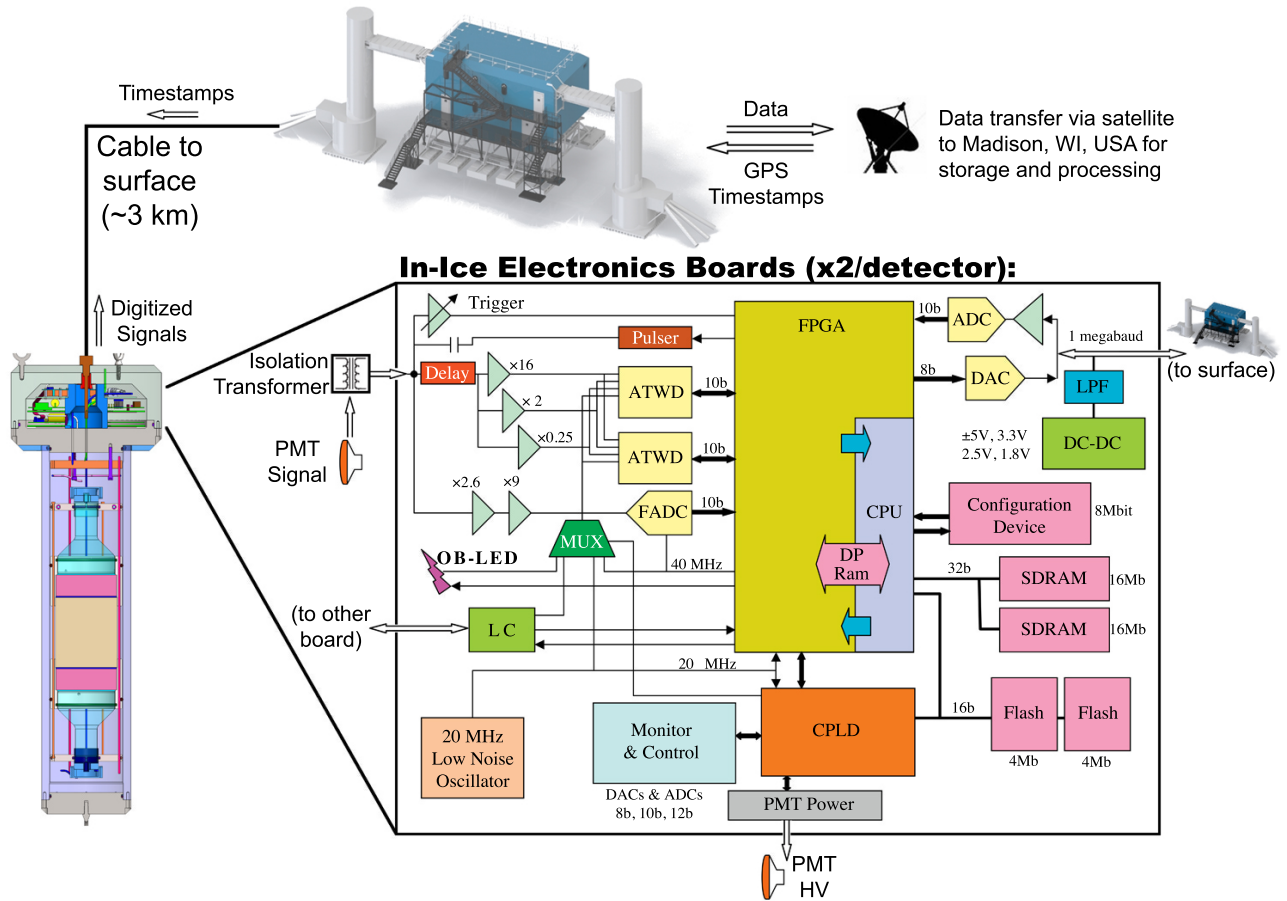 Timestamps
Cable to
surface
(~3 km)
Data
GPS
Timestamps
Data transfer via satellite
to Madison, WI, USA for
storage and processing
In-Ice Electronics Boards (x2/detector):
Digitized
Signals
Isolation
Transformer
PMT
Signal
Trigger
Pulser
Delay
×16
× 2
×0.25
×2.6
×9
ATWD
10b
ATWD
10b
FADC
10b
MUX
OB-LED
40 MHz
(to other
board)
L C
20 MHz
20 MHz
Low Noise
Oscillator
Monitor
& Control
DACs & ADCs
8b, 10b, 12b
CPLD
PMT Power
PMT
HV
FPGA
CPU
DP
Ram
10b
ADC
8b
DAC
1 megabaud
(to surface)
LPF
±5V, 3.3V
2.5V, 1.8V
DC-DC
Configuration
Device
8Mbit
32b
SDRAM
16Mb
SDRAM
16Mb
16b
Flash
Flash
4Mb
4Mb